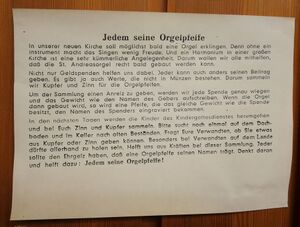 Jedem seine Orgelpfeife
In unserer neuen Kirche soll möglichst bald eine Orgel erklingen. Denn ohne ein
Instrument macht das Singen wenig Freude. Und ein Harmonium in einer großen
Kirche ist eine sehr kümmerliche Angelegenheit. Darum wollen wir alle mithelfen,
daß die St. Andreasorgel recht bald gebaut werden kann.
Nicht nur Geldspenden helfen uns dabei. Jeder kann auch anders seinen Beitrag
geben. Es gibt ja auch Werte, die nicht in Münzen bestehen. Darum sammeln
wir Kupfer und Zinn für die Orgelpfeifen.
Um der Sammlung einen Anreiz zu geben, werden wir jede Spende genau wiegen
und das Gewicht wie den Namen des Gebers aufschreiben. Wenn die Orgel
dann gebaut wird, so wird eine Pfeife, die das gleiche Gewicht wie die Spende
besitzt, den Namen des Spenders eingraviert bekommen.
In den nächsten Tagen werden die Kinder des Kindergottesdienstes herumgehen
und bei Euch Zinn und Kupfer sammeln. Bitte sucht noch einmal auf dem Dach-
boden und im Keller nach alten Beständen. Fragt Eure Verwandten, ob Sie etwas
aus Kupfer oder Zinn geben können. Besonders bei Verwandten auf dem Lande
dürfte allerhand zu holen sein. Helft uns aus Kräften bei dieser Sammlung. Jeder
sollte den Ehrgeiz haben, daß eine Orgelpfeife seinen Namen trägt. Denkt daran
und helft dazu: Jedem seine Orgelpfeife!